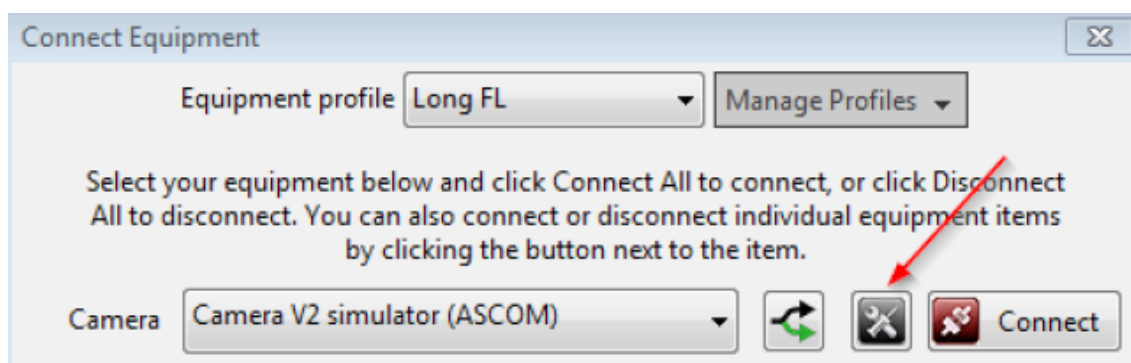 Connect Equipment
Equipment profile Long FL Manage Profiles
Select your equipment below and click Connect All to connect, or click Disconnect
All to disconnect. You can also connect or disconnect individual equipment items
by clicking the button next to the item.
Camera Camera V2 simulator (ASCOM) Connect